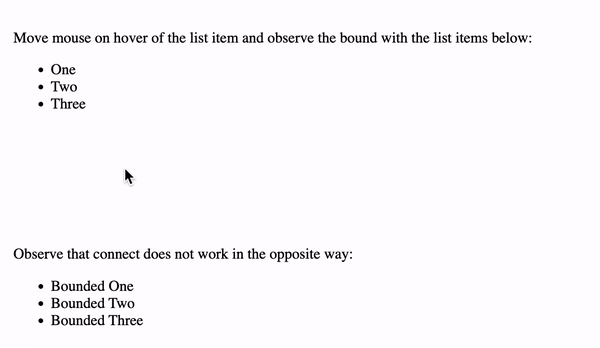 Move mouse on hover of the list item and observe the bound with the list items below:
• One
• Two
• Three
Observe that connect does not work in the opposite way:
• Bounded One
• Bounded Two
• Bounded Three